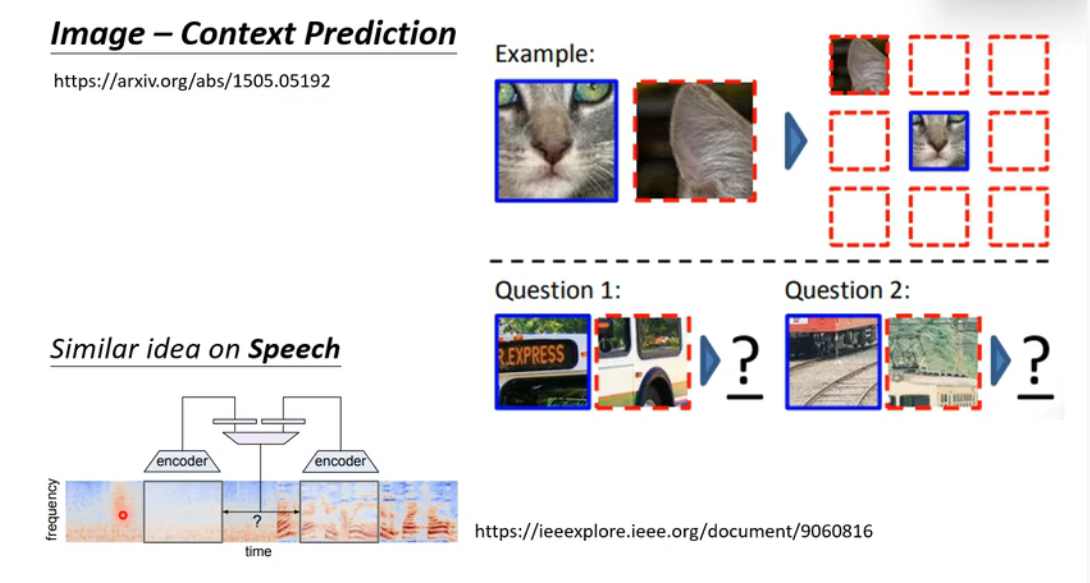 Image – Context Prediction
https://arxiv.org/abs/1505.05192
Example:
Question 1:
Question 2:
R.EXPRESS
?
?
Similar idea on Speech
encoder
encoder
frequency
?
time
https://ieeexplore.ieee.org/document/9060816